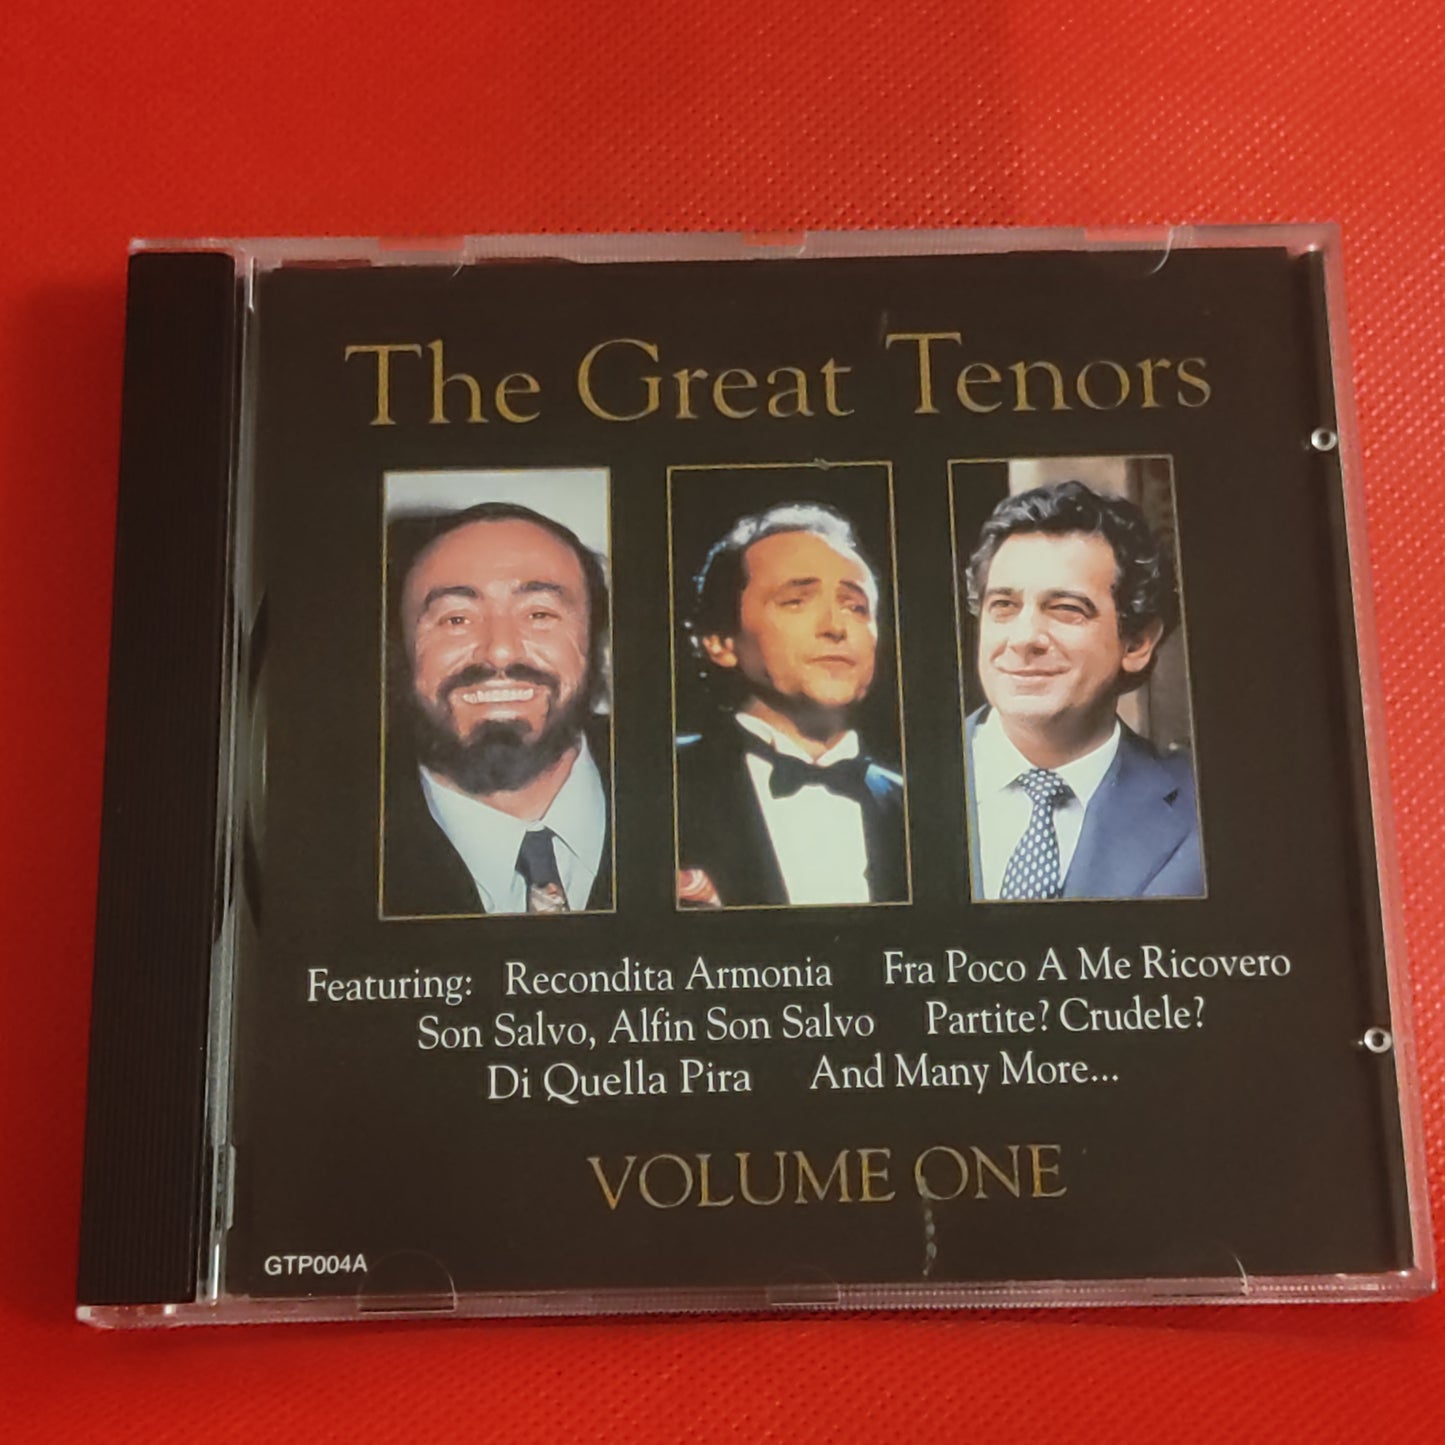 The Great Tenors
Featuring: Recondita Armonia Fra Poco A Me Ricovero
Son Salvo, Alfin Son Salvo Partite? Crudele?
Di Quella Pira And Many More...
VOLUME ONE
GTP004A